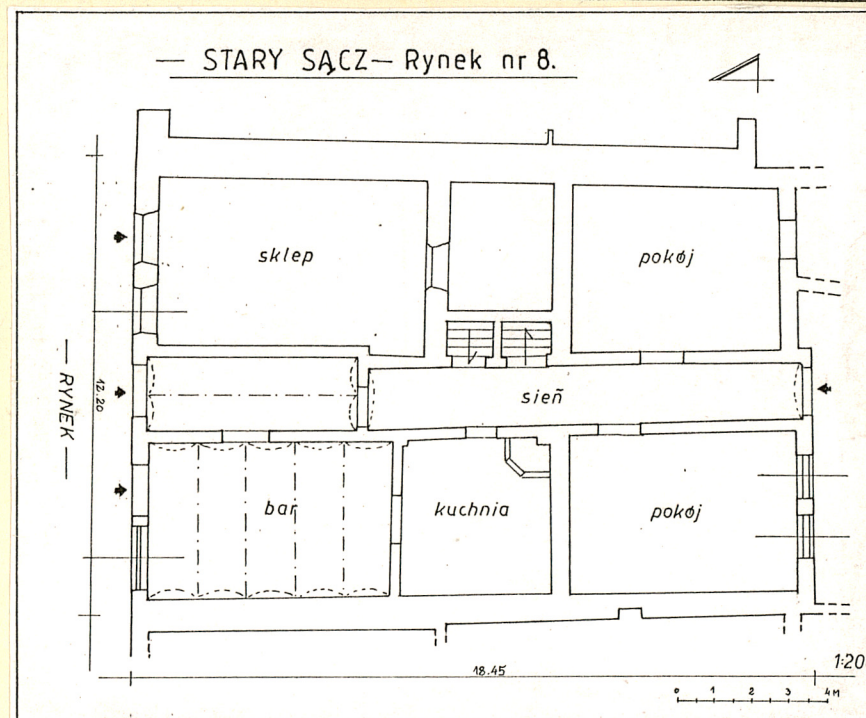 — STARY SĄCZ — Rynek nr 8.
sklep
pokój
— RYNEK —
12.20
sień
bar
kuchnia
pokój
18.45
1:20
0 1 2 3 4 M